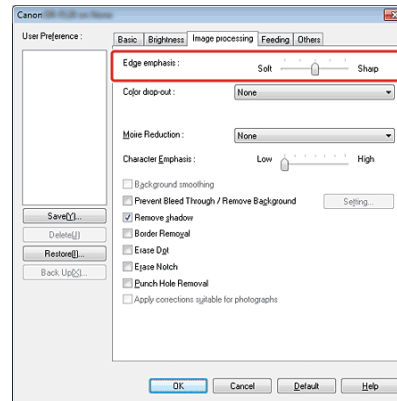 Canon
User Preference :
Basic Brightness Image processing Feeding Others
Edge emphasis :
Soft Sharp
Color drop-out : None
Moire Reduction : None
Character Emphasis : Low High
Background smoothing
Prevent Bleed Through / Remove Background Setting...
Remove shadow
Border Removal
Erase Dot
Erase Notch
Punch Hole Removal
Apply corrections suitable for photographs
Save(Y)...
Delete(J)
Restore(I)...
Back Up(X)...
OK Cancel Default Help